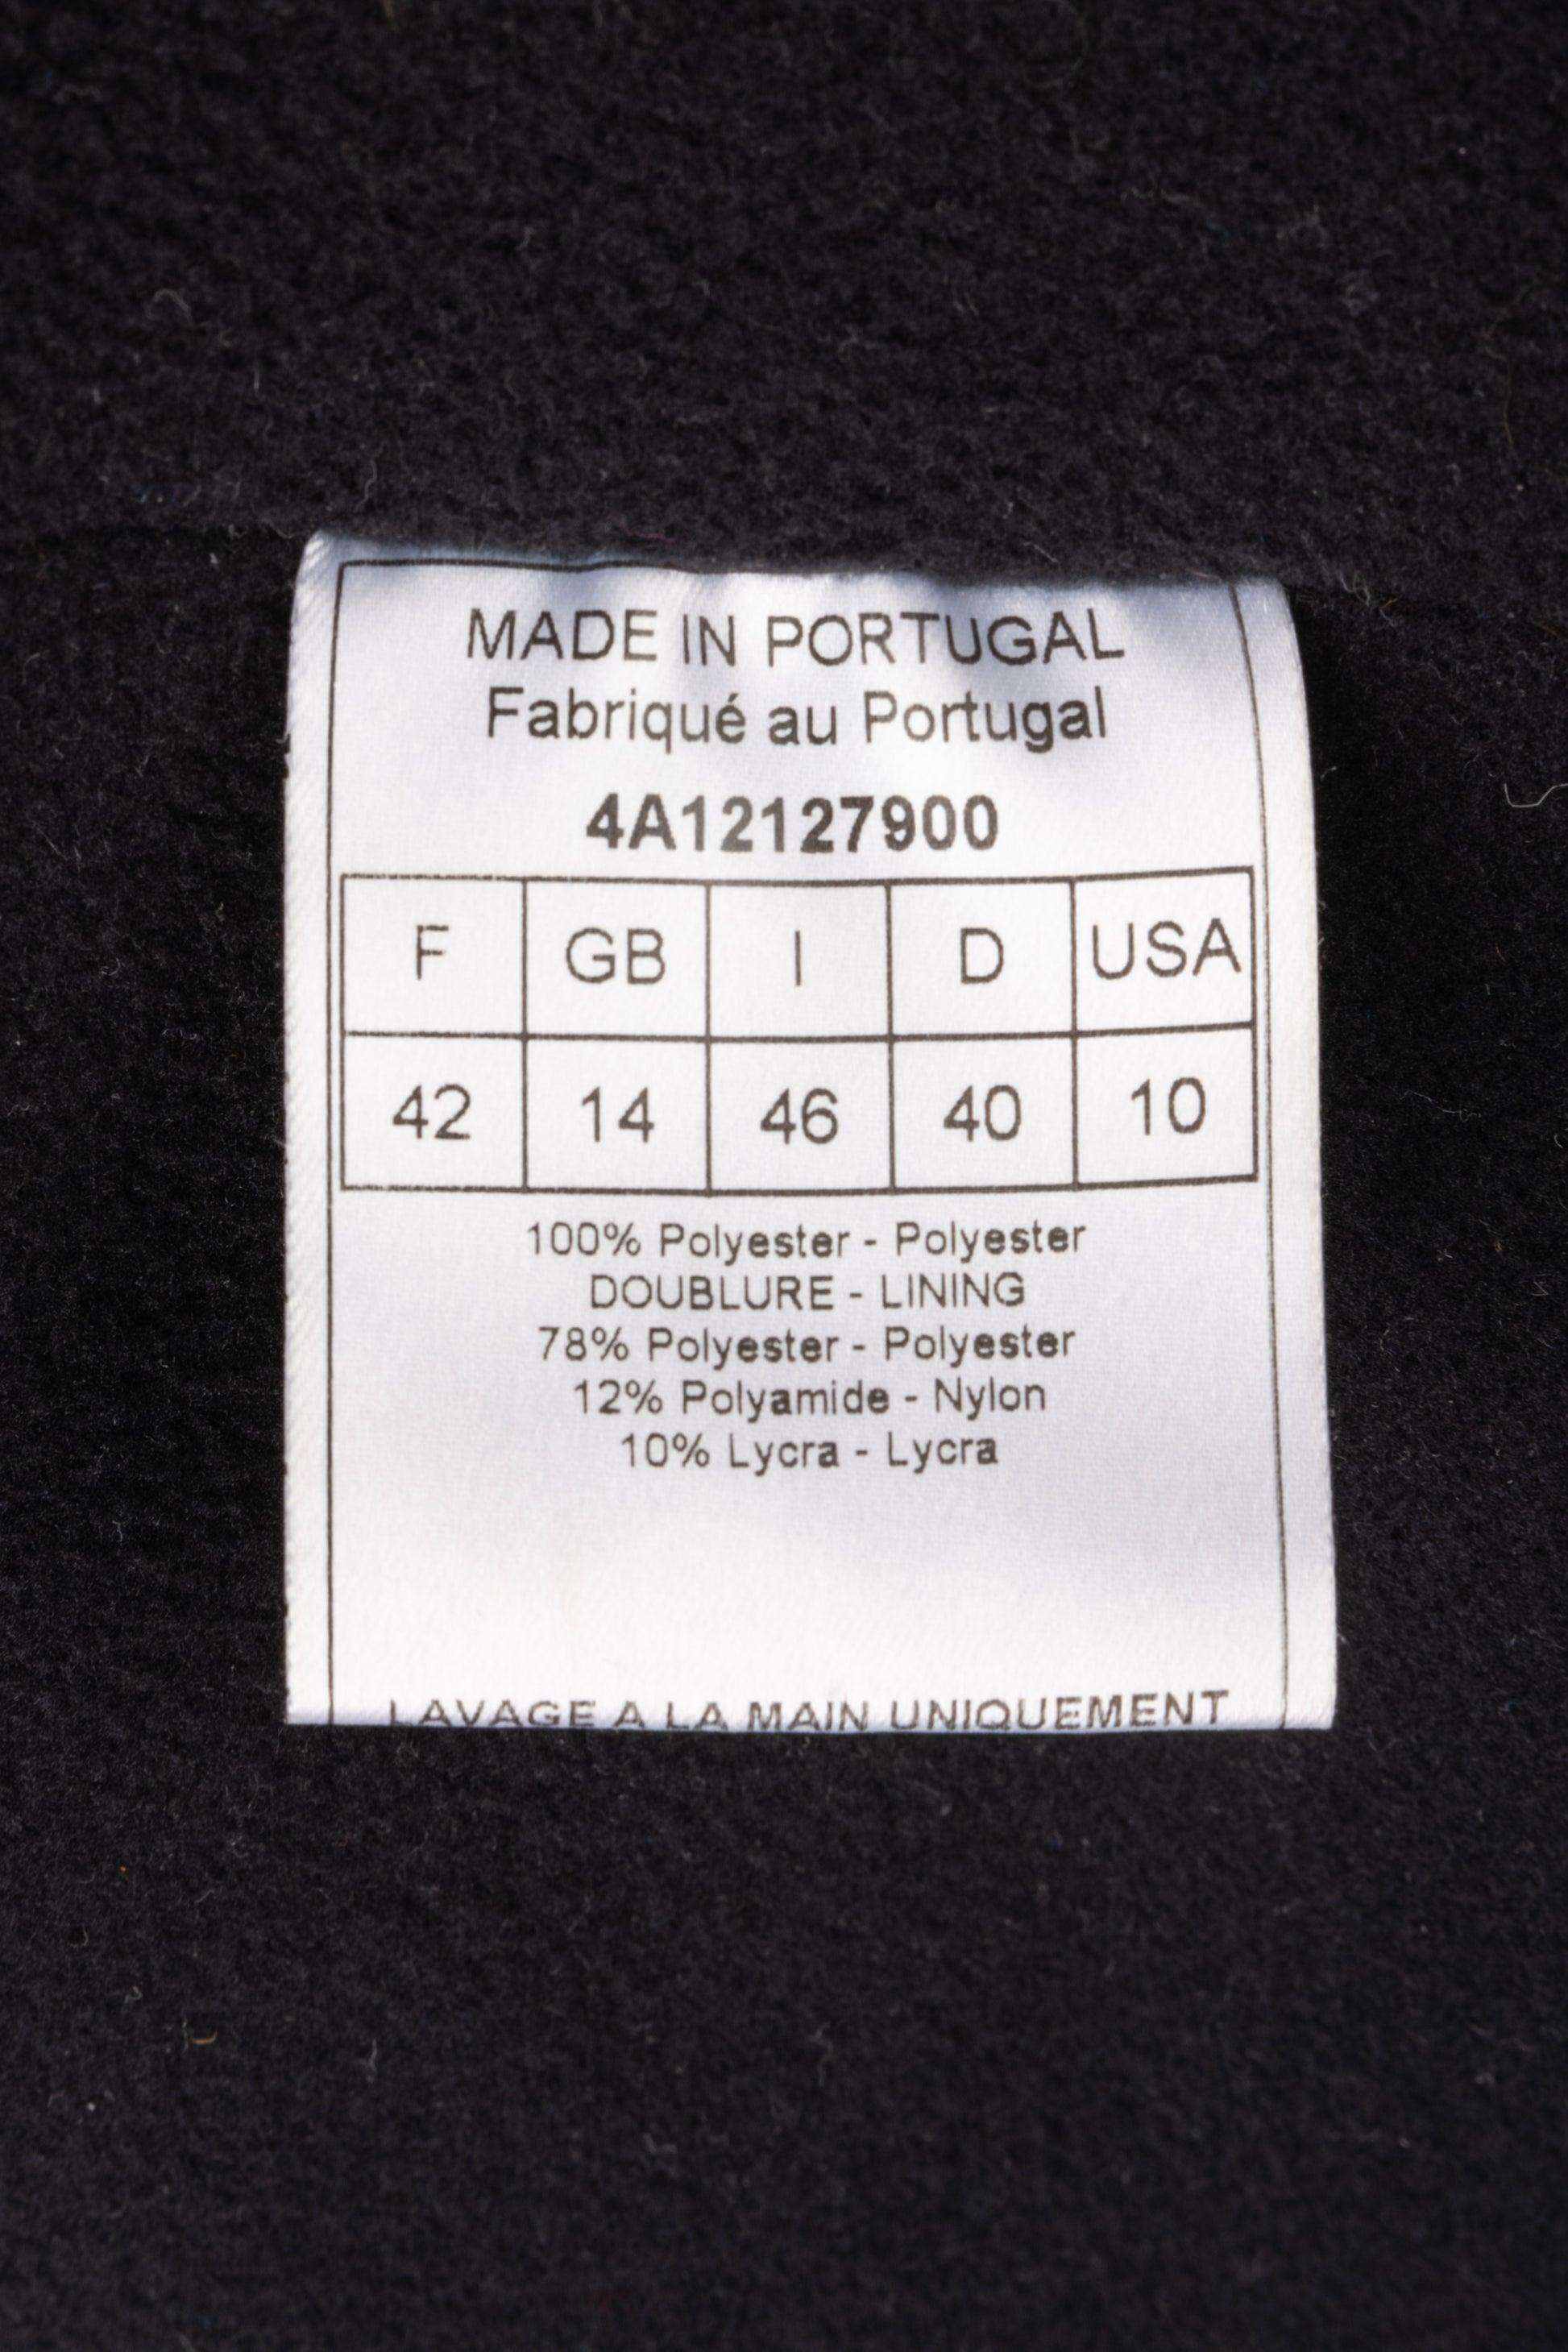 MADE IN PORTUGAL
Fabriqué au Portugal
4A12127900
F GB I D USA
42 14 46 40 10
100% Polyester - Polyester
DOUBLURE - LINING
78% Polyester - Polyester
12% Polyamide - Nylon
10% Lycra - Lycra
LAVAGE A LA MAIN UNIQUEMENT